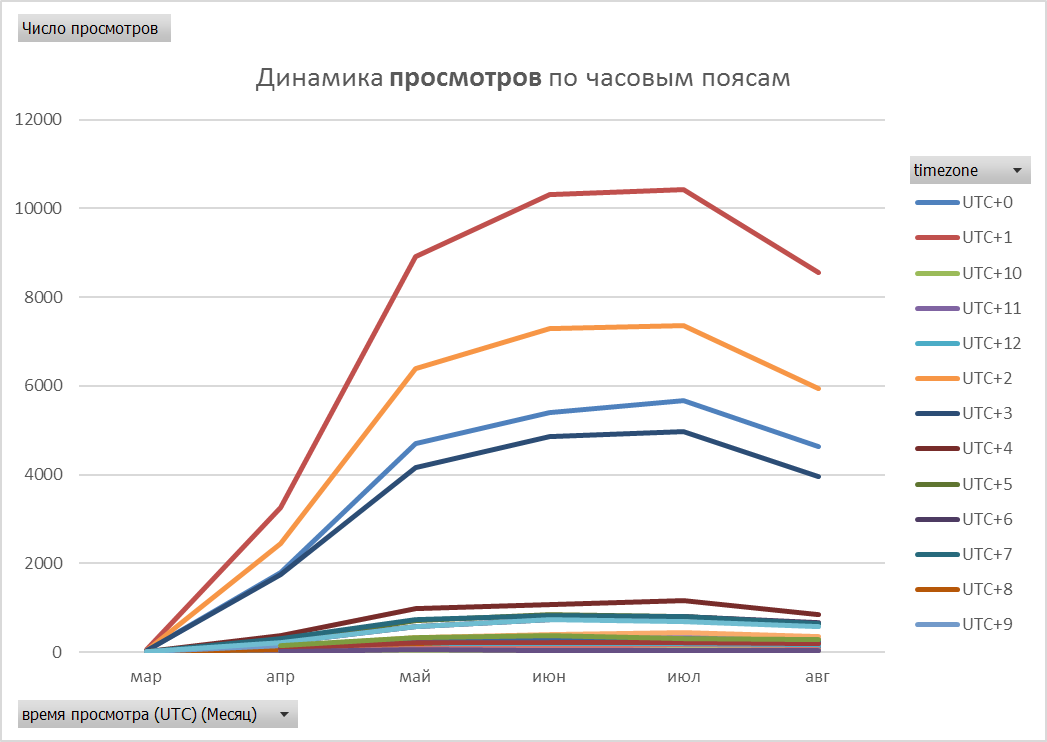 Число просмотров
Динамика просмотров по часовым поясам
12000
10000
8000
6000
4000
2000
0
мар апр май июн июл авг
timezone
UTC+0
UTC+1
UTC+10
UTC+11
UTC+12
UTC+2
UTC+3
UTC+4
UTC+5
UTC+6
UTC+7
UTC+8
UTC+9
время просмотра (UTC) (Месяц)